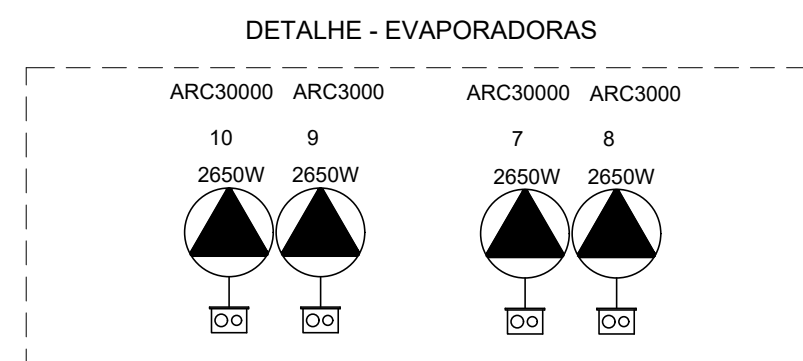 DETALHE - EVAPORADORAS
ARC30000 ARC3000 ARC30000 ARC3000
10 9 7 8
2650W 2650W 2650W 2650W